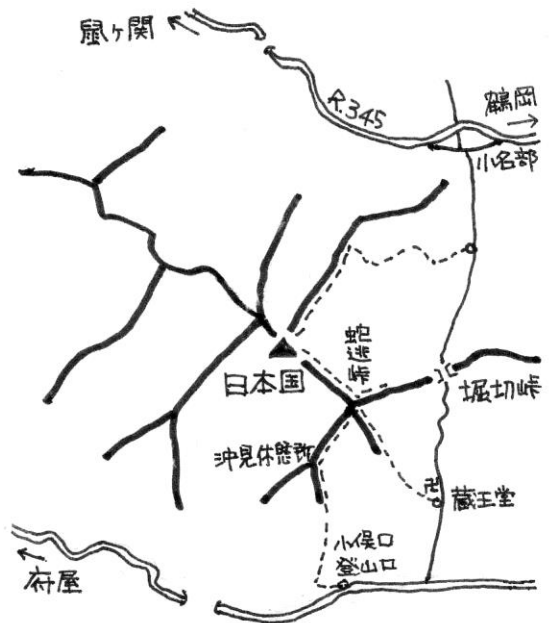 鼠ヶ関
R.345
鶴岡
小名部
蛇逃峠
日本国
堀切峠
沖見休憩所
卍
蔵王堂
小俣口
登山口
府屋